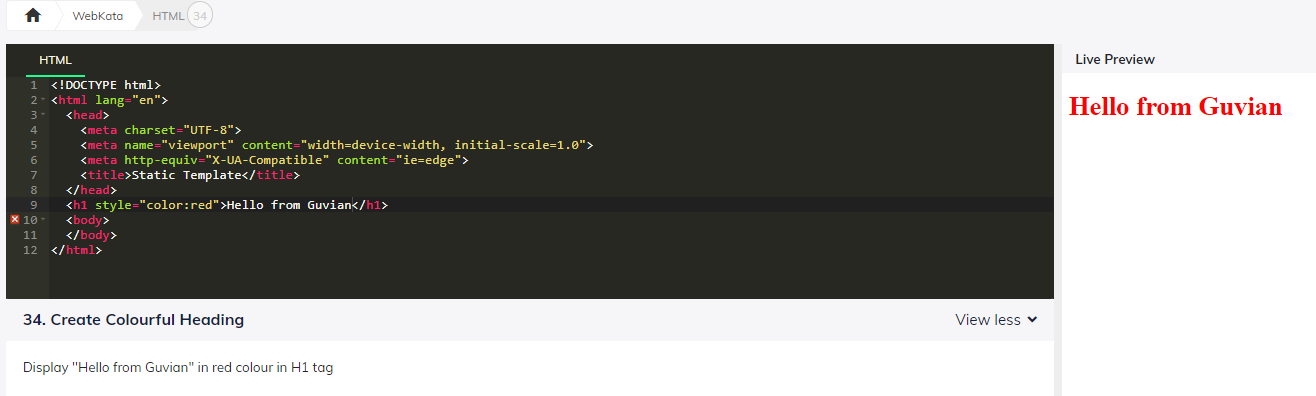 WebKata HTML 34
HTML
Live Preview
1 <!DOCTYPE html>
2 <html lang="en">
3 <head>
4 <meta charset="UTF-8">
5 <meta name="viewport" content="width=device-width, initial-scale=1.0">
6 <meta http-equiv="X-UA-Compatible" content="ie=edge">
7 <title>Static Template</title>
8 </head>
9 <h1 style="color:red">Hello from Guvian</h1>
10 <body>
11 </body>
12 </html>
Hello from Guvian
34. Create Colourful Heading
View less
Display "Hello from Guvian" in red colour in H1 tag